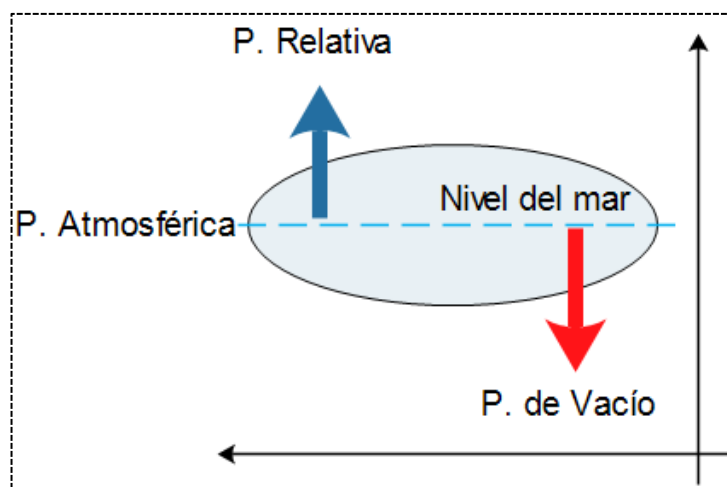 P. Relativa
Nivel del mar
P. Atmosférica
P. de Vacío